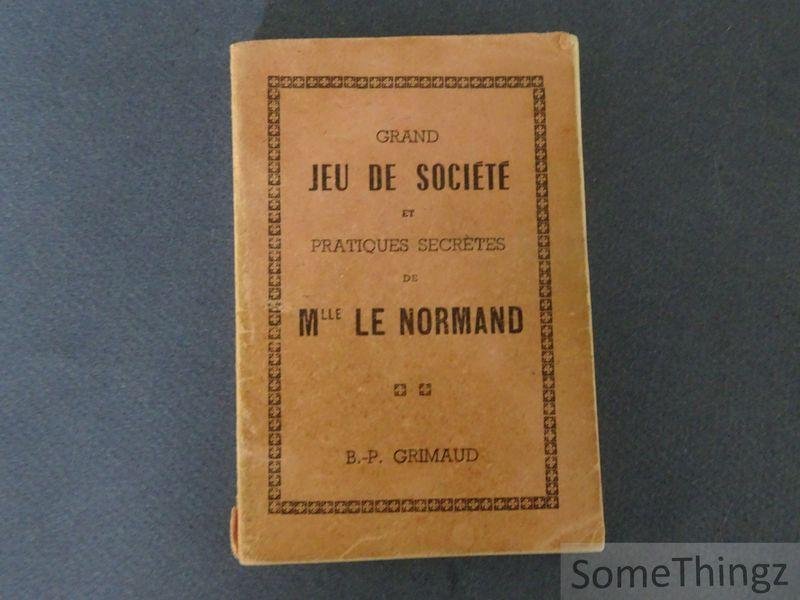 GRAND
JEU DE SOCIÉTÉ
ET
PRATIQUES SECRÈTES
DE
MLLE LE NORMAND
B.-P. GRIMAUD
SomeThingz